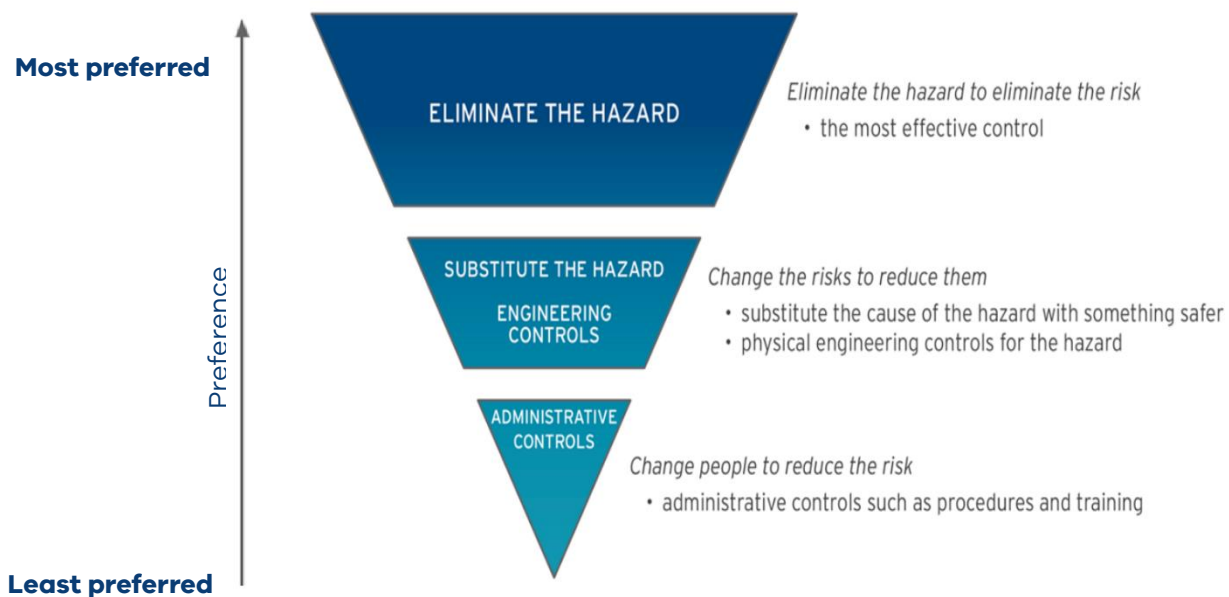 Most preferred
ELIMINATE THE HAZARD
Eliminate the hazard to eliminate the risk
• the most effective control
SUBSTITUTE THE HAZARD
ENGINEERING
CONTROLS
Change the risks to reduce them
• substitute the cause of the hazard with something safer
• physical engineering controls for the hazard
Preference
ADMINISTRATIVE
CONTROLS
Change people to reduce the risk
• administrative controls such as procedures and training
Least preferred